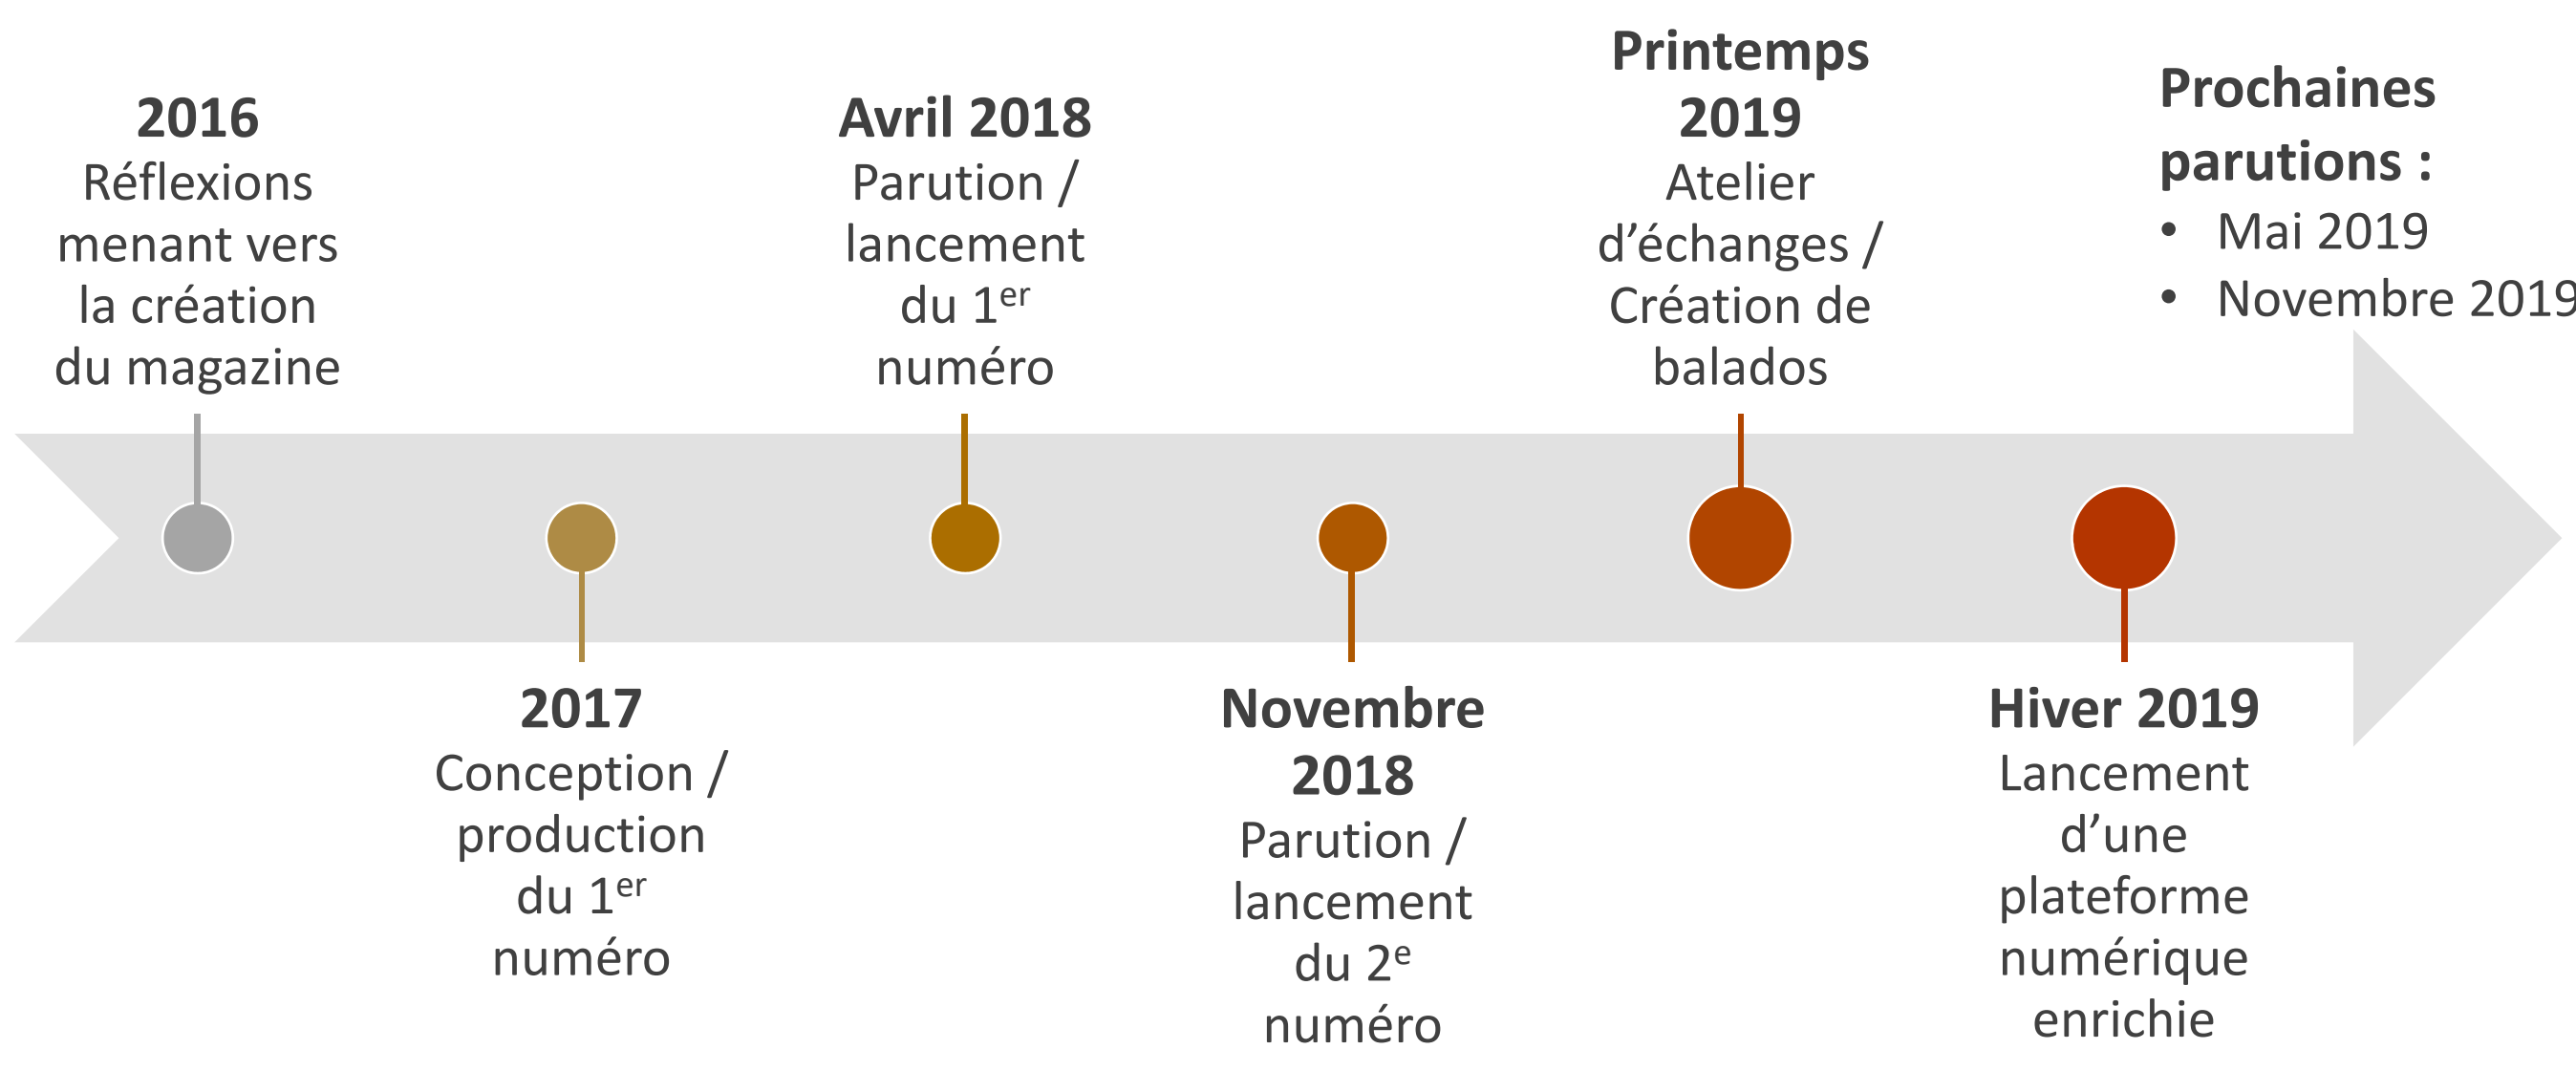 2016
Réflexions
menant vers
la création
du magazine
2017
Conception /
production
du 1er
numéro
Avril 2018
Parution /
lancement
du 1er
numéro
Novembre
2018
Parution /
lancement
du 2e
numéro
Printemps
2019
Atelier
d’échanges /
Création de
balados
Hiver 2019
Lancement
d’une
plateforme
numérique
enrichie
Prochaines
parutions :
• Mai 2019
• Novembre 2019